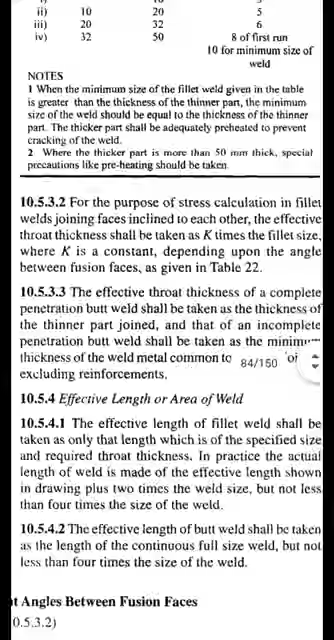 ii) 10 20 5
iii) 20 32 6
iv) 32 50 8 of first run
10 for minimum size of
weld
NOTES
1 When the minimum size of the fillet weld given in the table
is greater than the thickness of the thinner part, the minimum
size of the weld should be equal to the thickness of the thinner
part. The thicker part shall be adequately preheated to prevent
cracking of the weld.
2 Where the thicker part is more than 50 mm thick, special
precautions like pre-heating should be taken.
10.5.3.2 For the purpose of stress calculation in fillet
welds joining faces inclined to each other, the effective
throat thickness shall be taken as K times the fillet size,
where K is a constant, depending upon the angle
between fusion faces, as given in Table 22.
10.5.3.3 The effective throat thickness of a complete
penetration butt weld shall be taken as the thickness of
the thinner part joined, and that of an incomplete
penetration butt weld shall be taken as the minimu
thickness of the weld metal common to 84/150
excluding reinforcements.
10.5.4 Effective Length or Area of Weld
10.5.4.1 The effective length of fillet weld shall be
taken as only that length which is of the specified size
and required throat thickness. In practice the actual
length of weld is made of the effective length shown
in drawing plus two times the weld size, but not less
than four times the size of the weld.
10.5.4.2 The effective length of butt weld shall be taken
as the length of the continuous full size weld, but not
less than four times the size of the weld.
t Angles Between Fusion Faces
0.5.3.2)